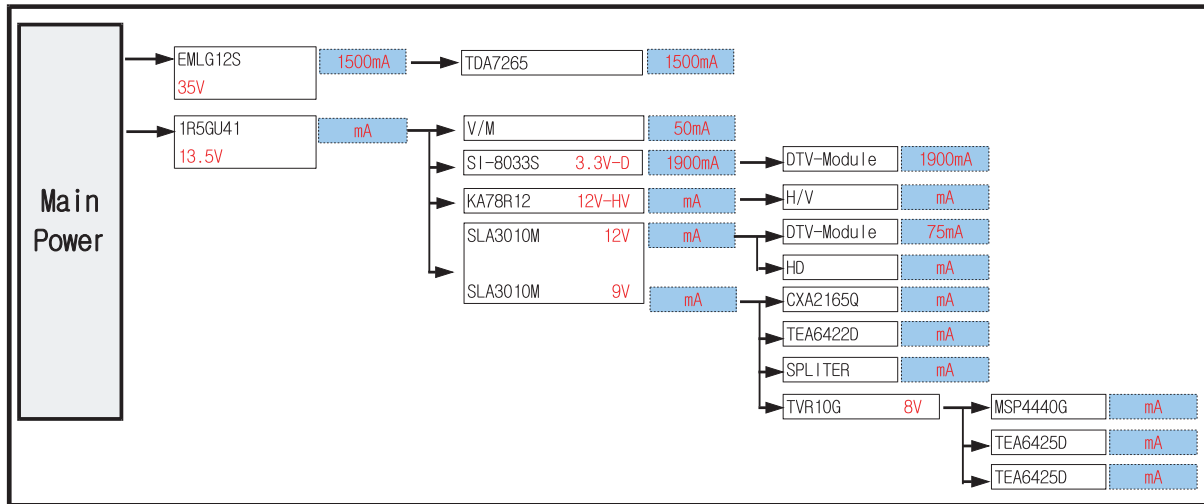 Main
Power
EMLG12S
35V
1500mA
TDA7265
1500mA
1R5GU41
13.5V
mA
V/M
50mA
SI-8033S 3.3V-D
1900mA
DTV-Module
1900mA
KA78R12 12V-HV
mA
H/V
mA
SLA3010M 12V
mA
DTV-Module
75mA
HD
mA
SLA3010M 9V
mA
CXA2165Q
mA
TEA6422D
mA
SPLITER
mA
TVR10G 8V
MSP4440G
mA
TEA6425D
mA
TEA6425D
mA